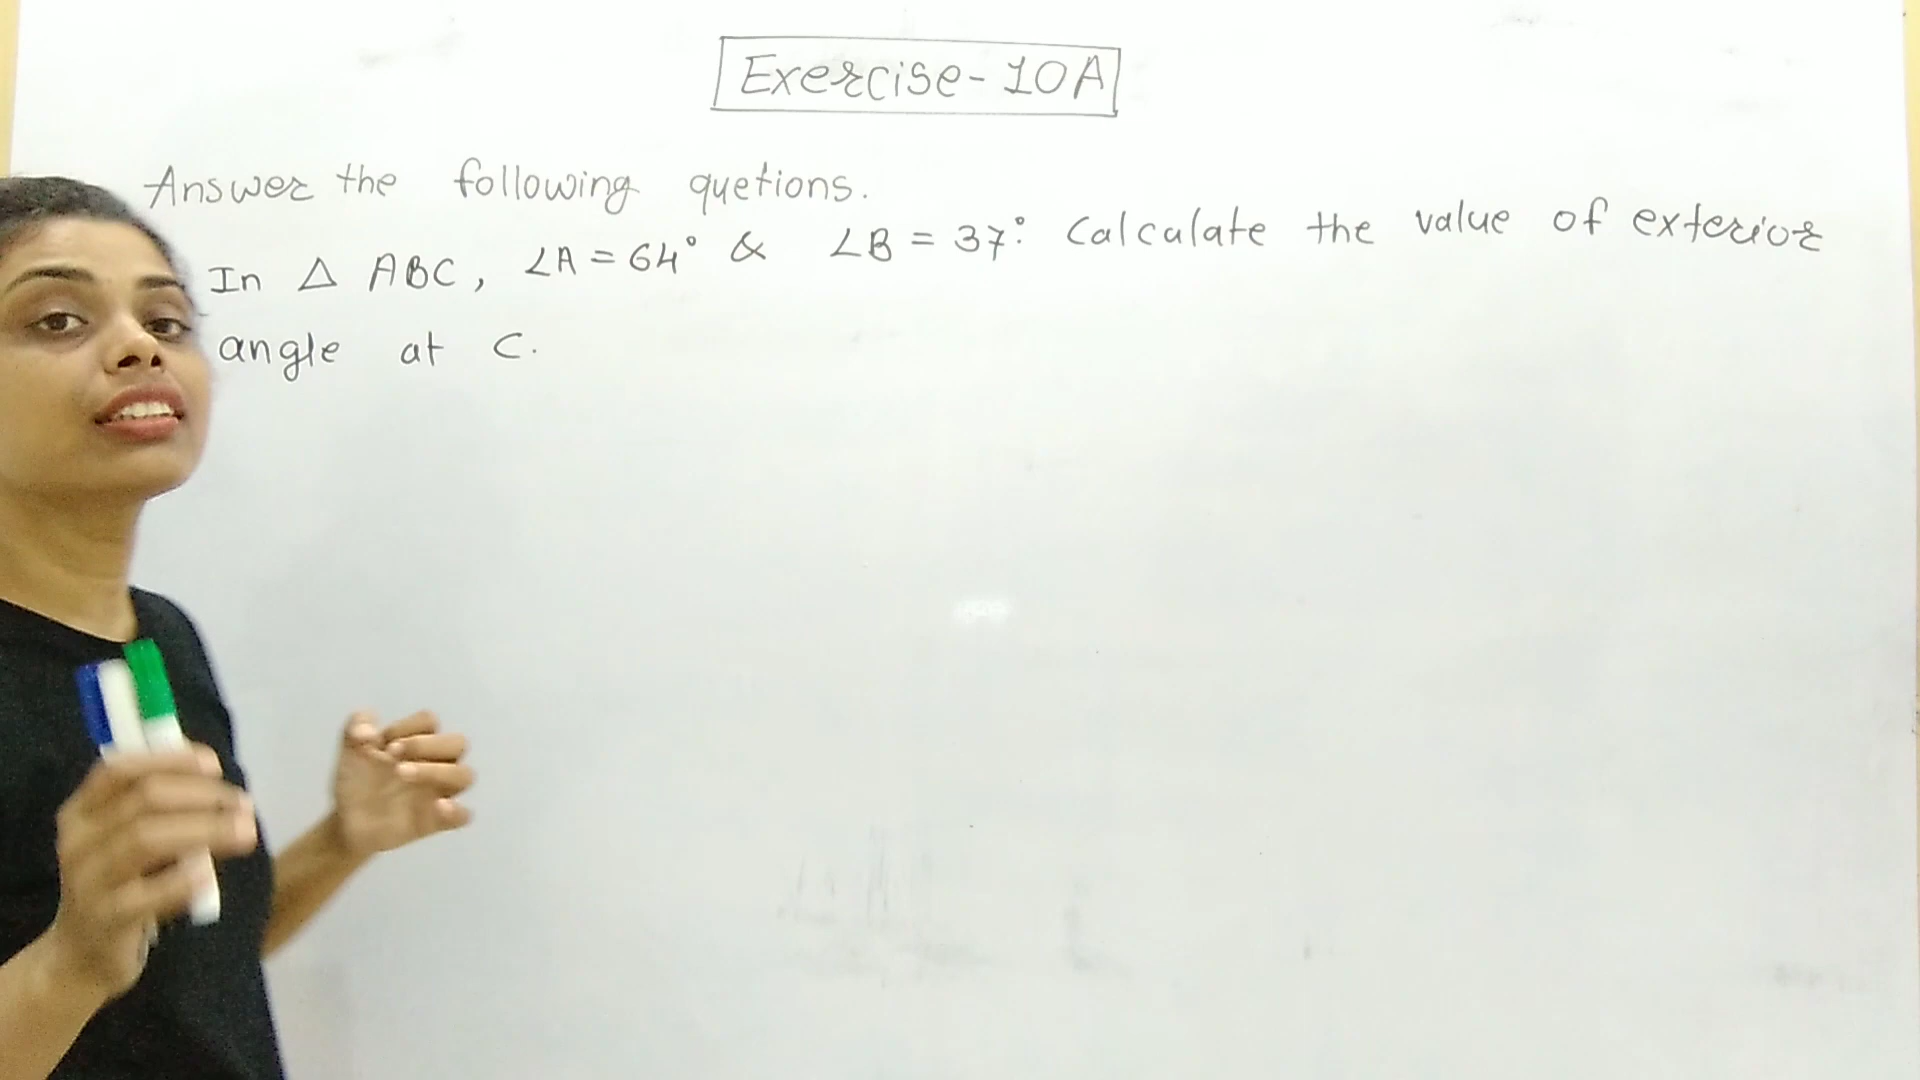 Exercise-10A
Answer the following quetions.
In △ ABC, ∠A = 64° & ∠B = 37°. Calculate the value of exterior
angle at C.